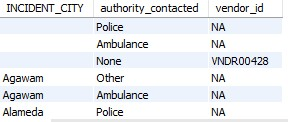 INCIDENT_CITY authority_contacted vendor_id
Police NA
Ambulance NA
None VNDR00428
Agawam Other NA
Agawam Ambulance NA
Alameda Police NA